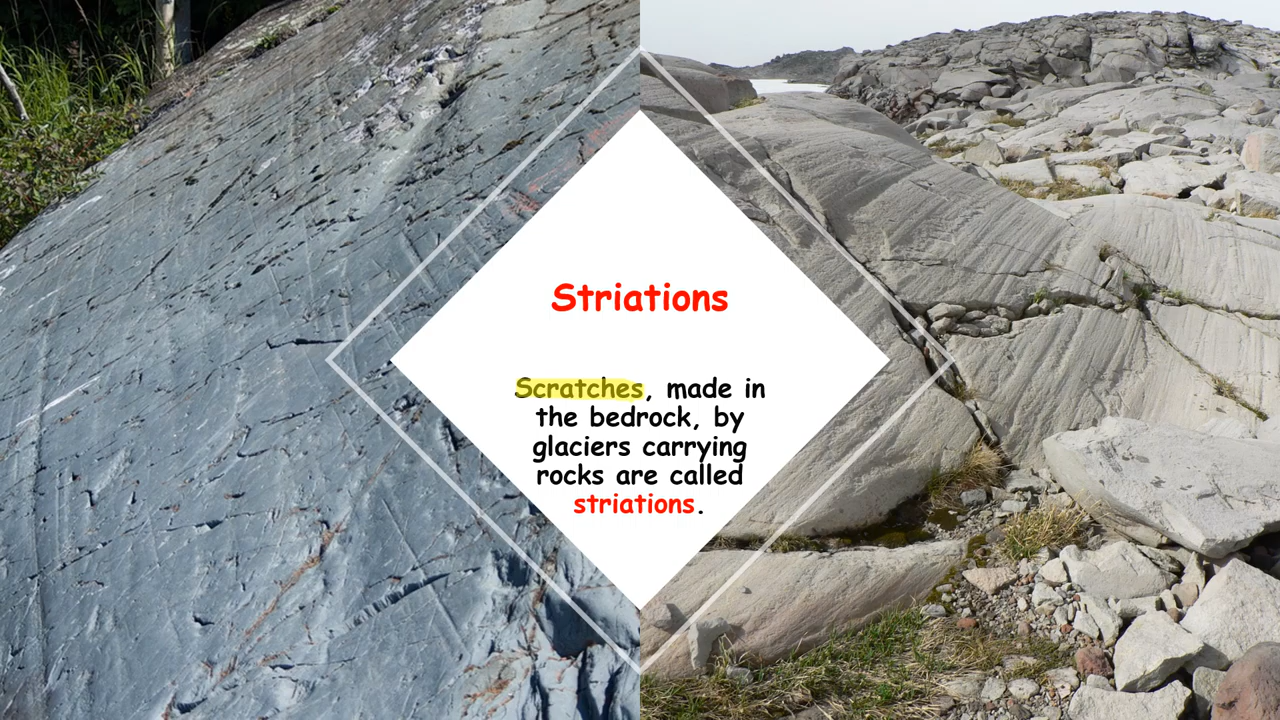 Striations
Scratches, made in
the bedrock, by
glaciers carrying
rocks are called
striations.